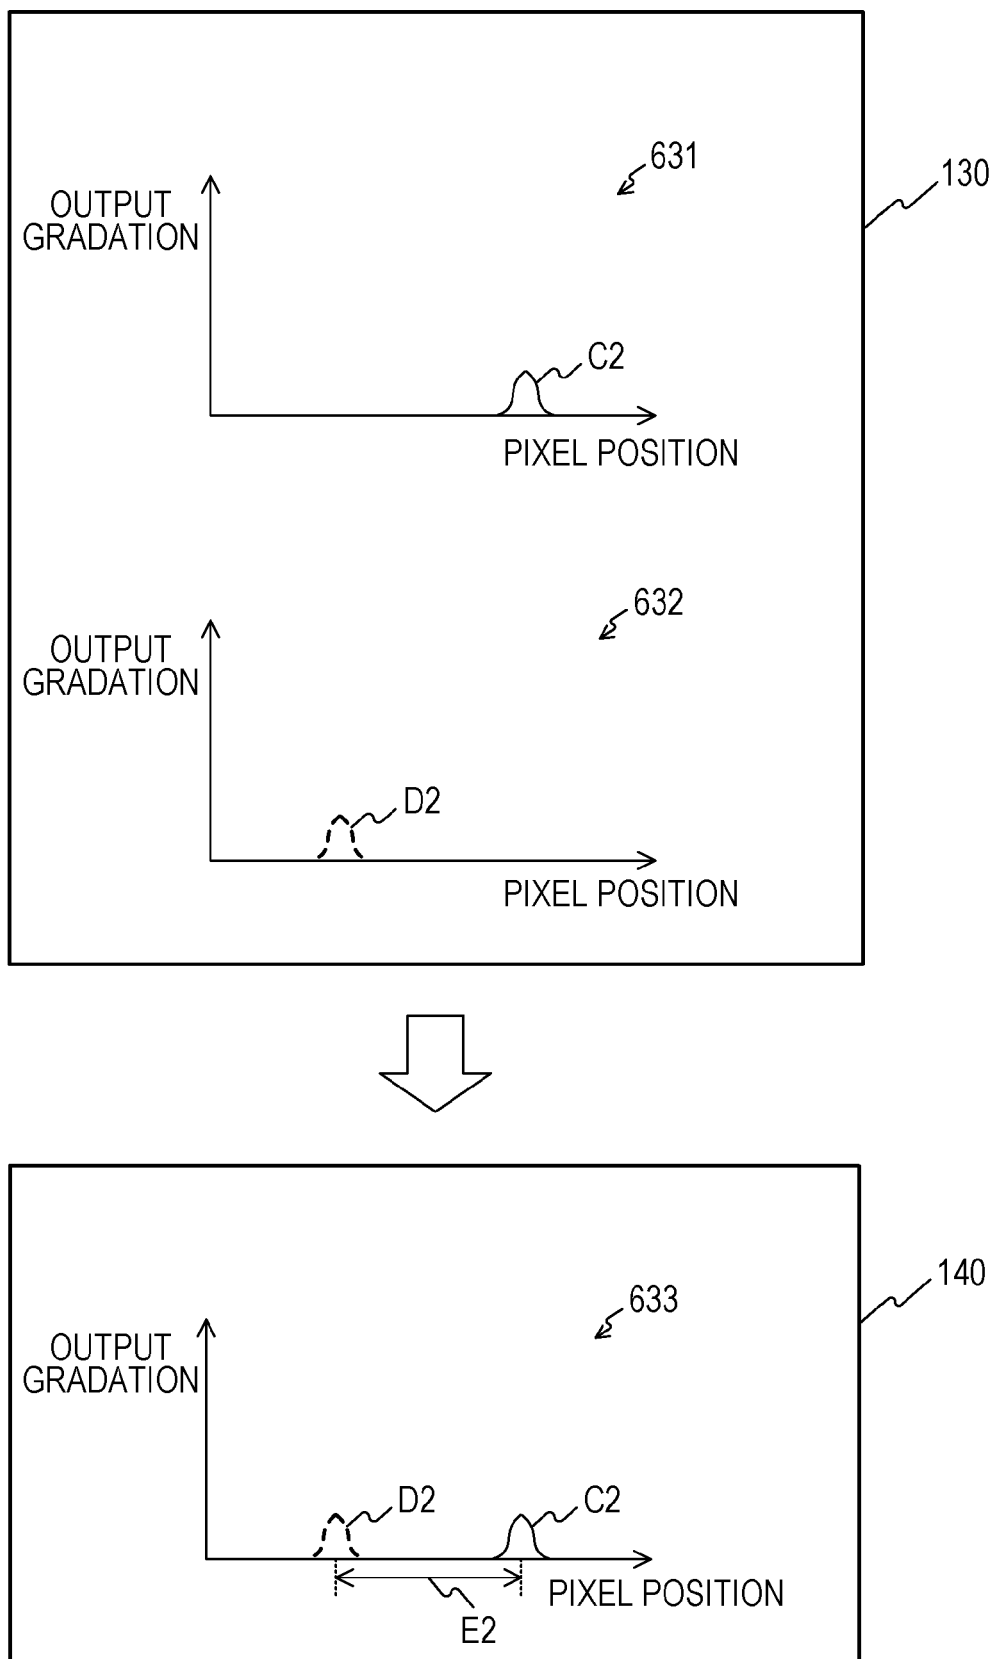 631
130
OUTPUT
GRADATION
C2
PIXEL POSITION
632
OUTPUT
GRADATION
D2
PIXEL POSITION
140
633
OUTPUT
GRADATION
D2
C2
PIXEL POSITION
E2